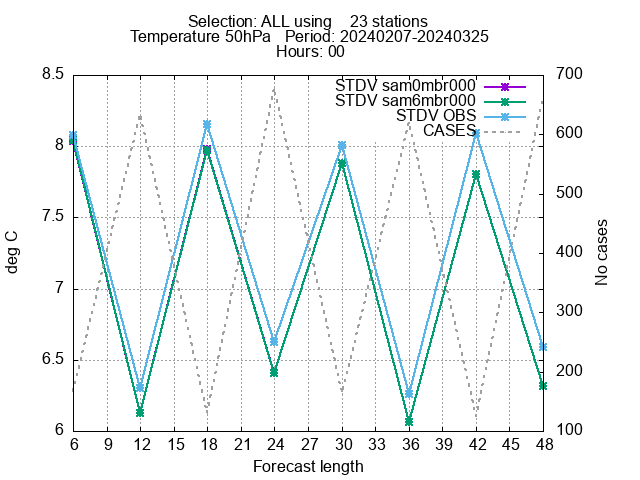 Selection: ALL using 23 stations
Temperature 50hPa Period: 20240207-20240325
Hours: 00
8.5 700
STDV sam0mbr000
STDV sam6mbr000
STDV OBS
CASES
8 600
7.5 500
deg C
7 400
No cases
300
6.5 200
6 100
6 9 12 15 18 21 24 27 30 33 36 39 42 45 48
Forecast length